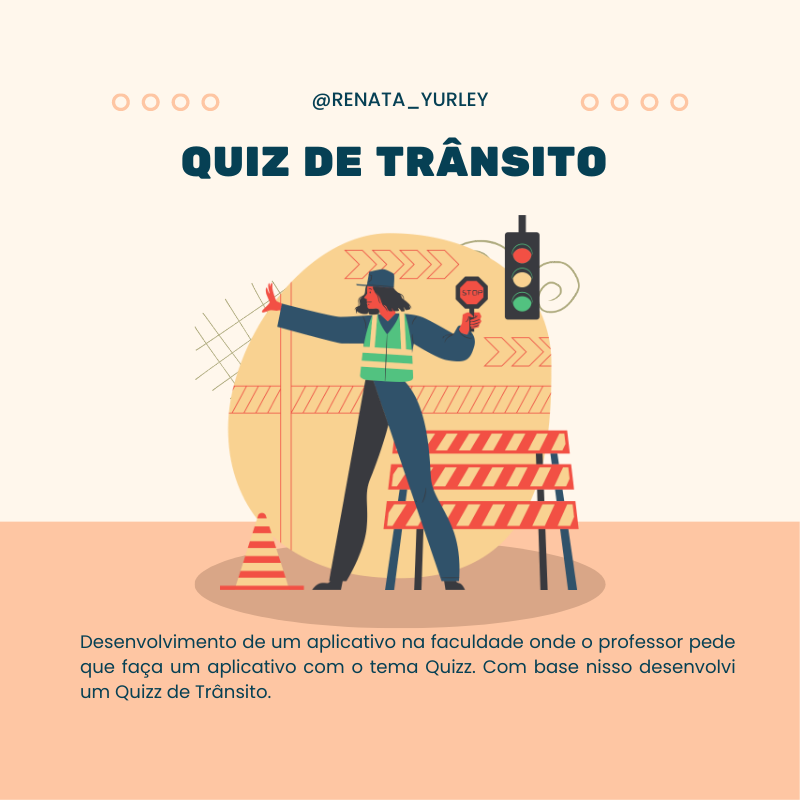 @RENATA_YURLEY
QUIZ DE TRÂNSITO
STOP
Desenvolvimento de um aplicativo na faculdade onde o professor pede
que faça um aplicativo com o tema Quizz. Com base nisso desenvolvi
um Quizz de Trânsito.